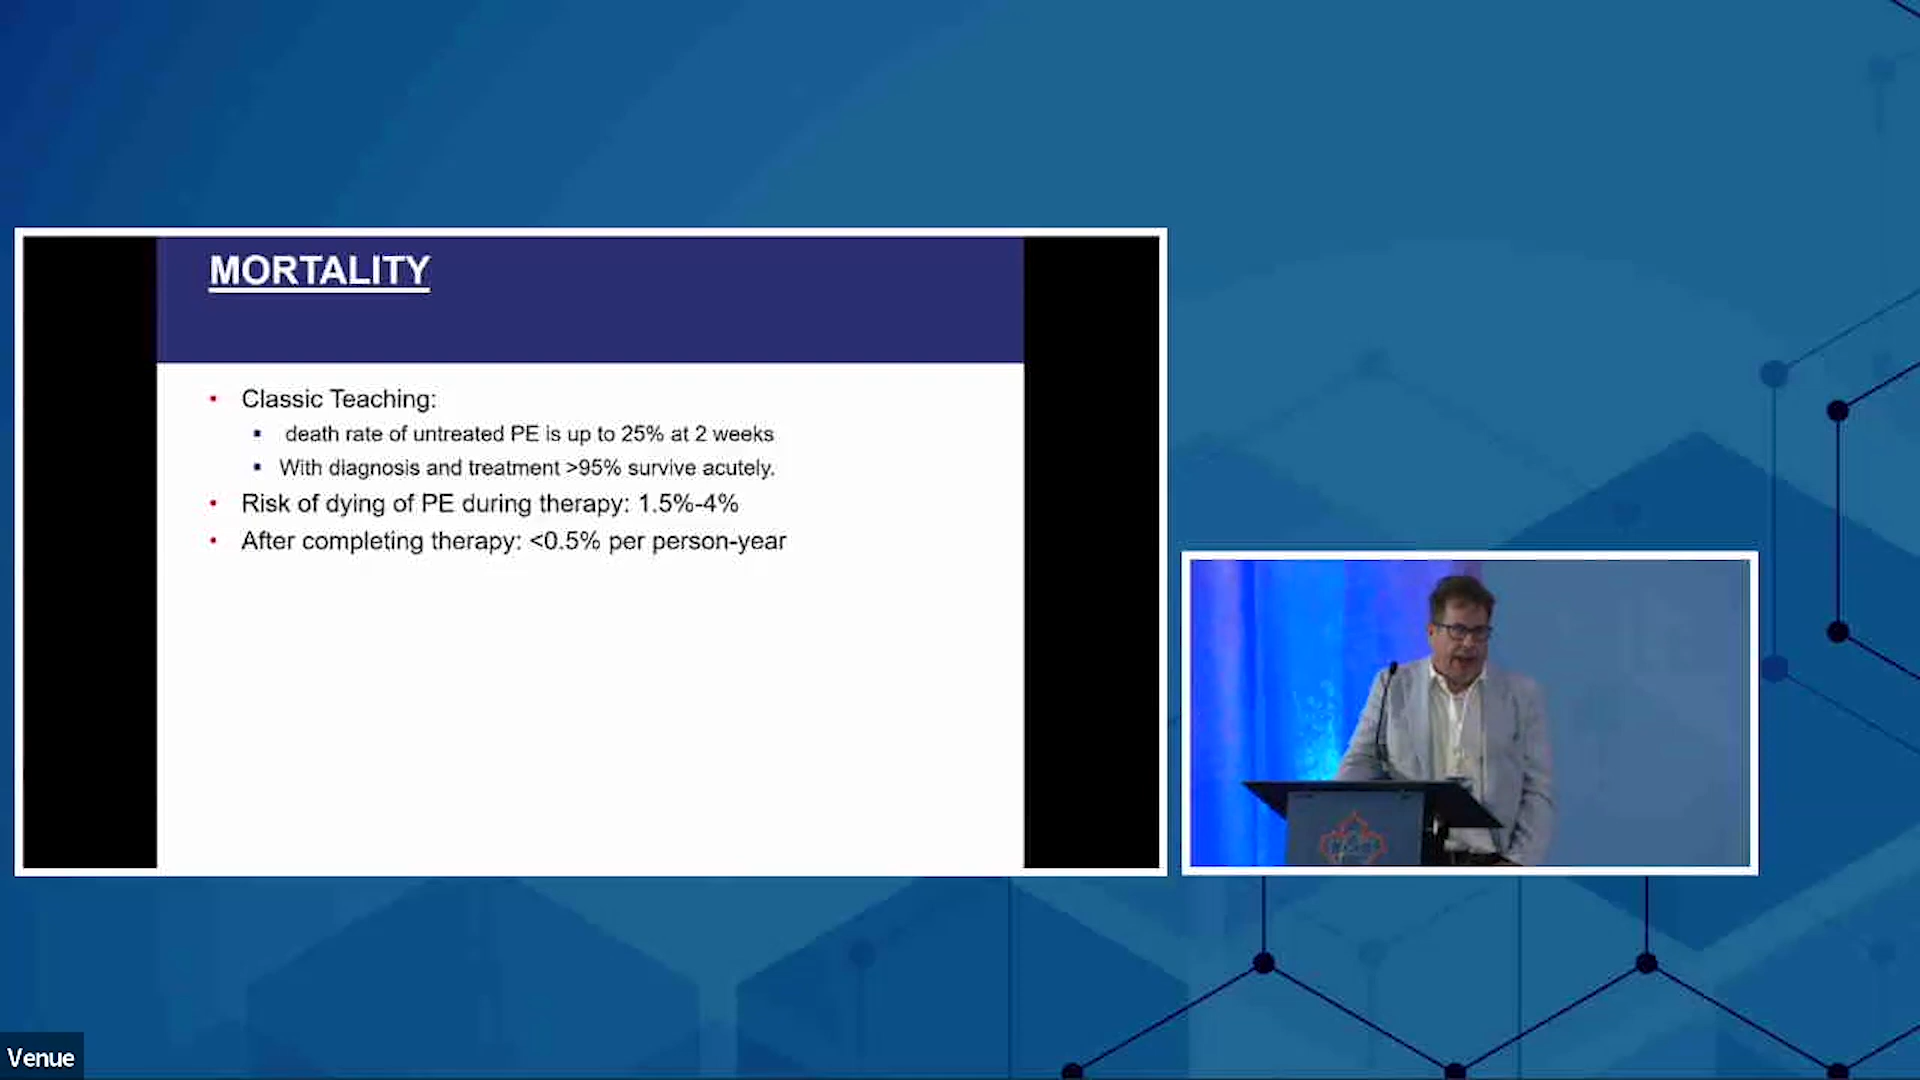 MORTALITY
• Classic Teaching:
▪ death rate of untreated PE is up to 25% at 2 weeks
▪ With diagnosis and treatment >95% survive acutely.
• Risk of dying of PE during therapy: 1.5%-4%
• After completing therapy: <0.5% per person-year
Venue